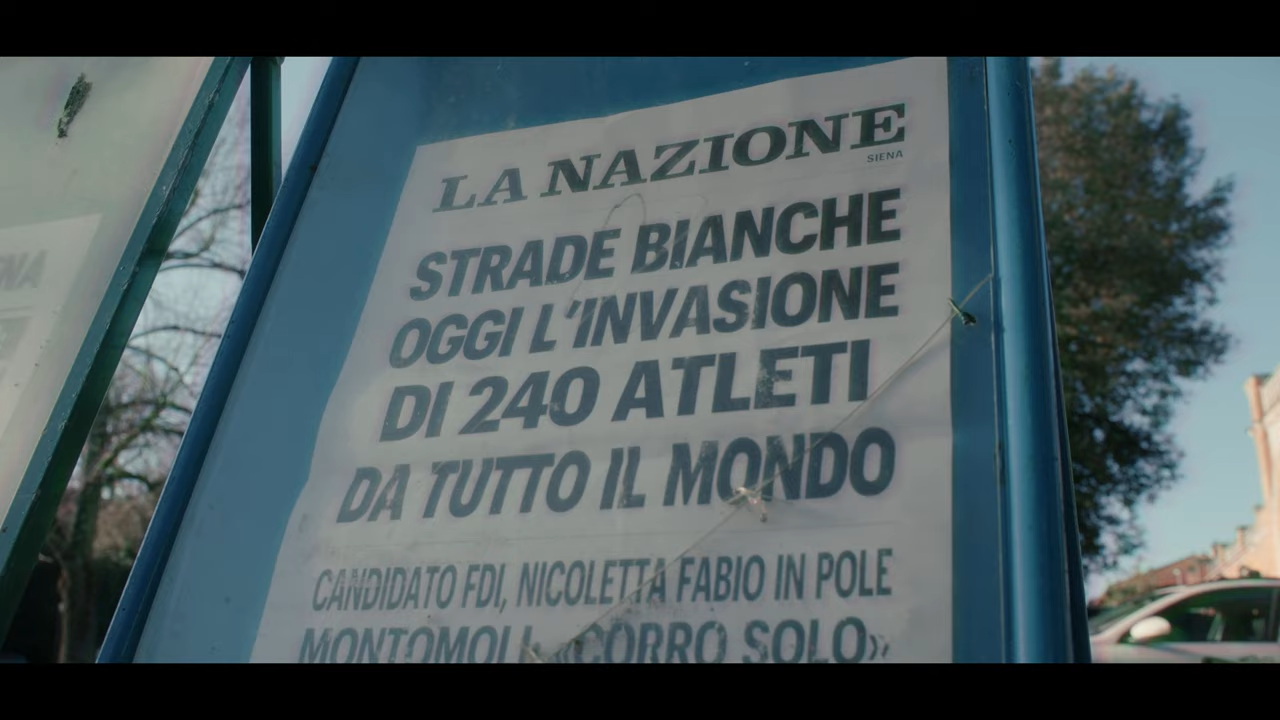 LA NAZIONE
SIENA
STRADE BIANCHE
OGGI L'INVASIONE
DI 240 ATLETI
DA TUTTO IL MONDO
CANDIDATO FDI, NICOLETTA FABIO IN POLE
MONTOMOLI: «CORRO SOLO»